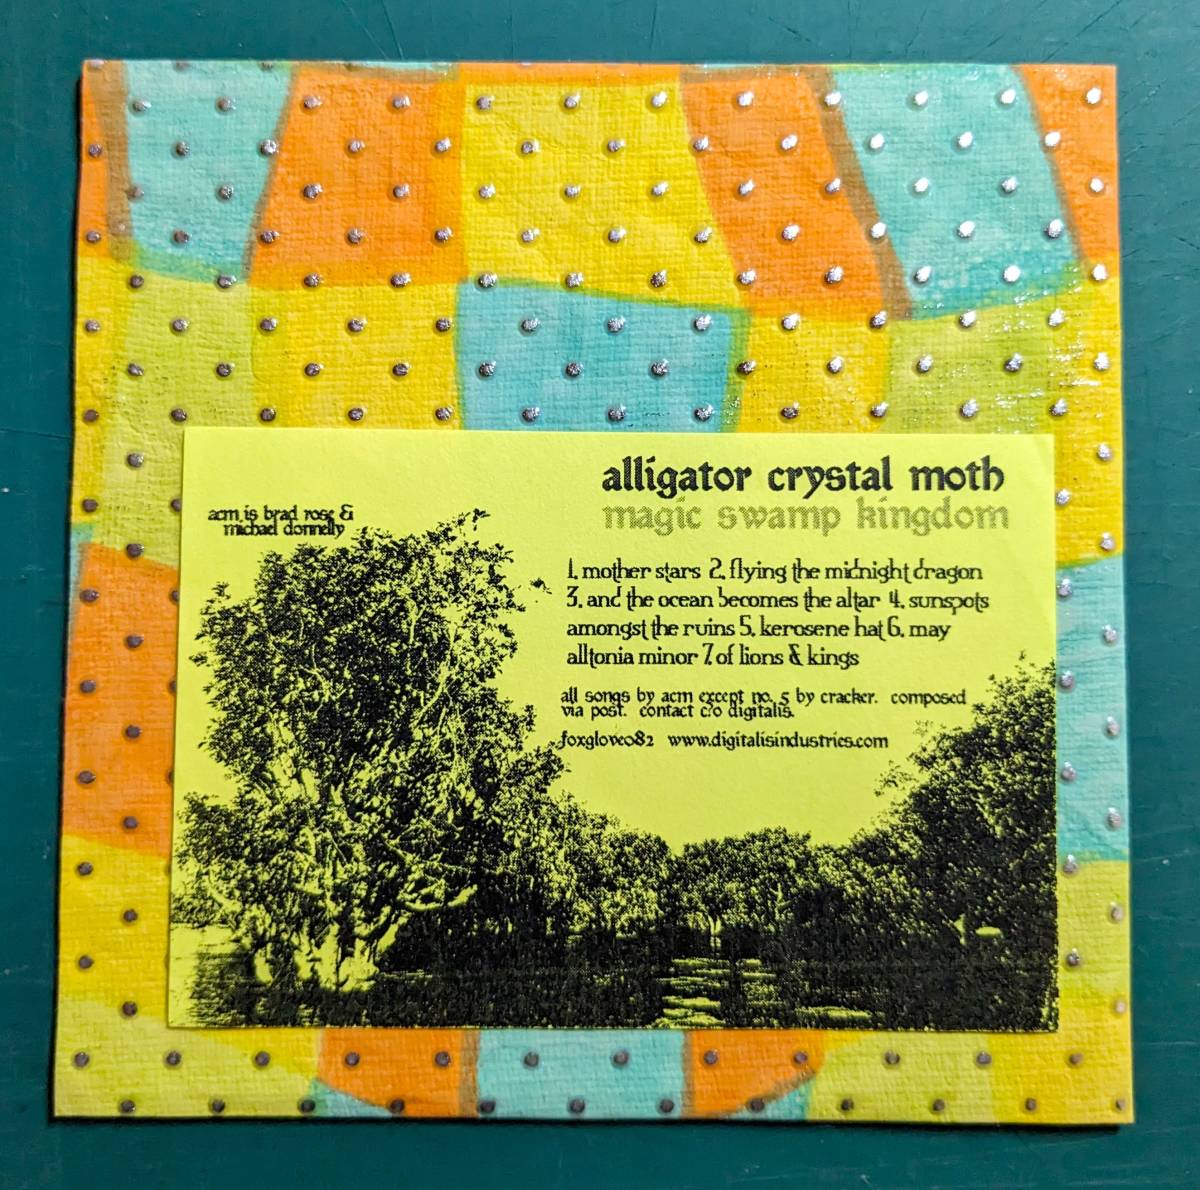 alligator crystal moth
magic swamp kingdom
acm is brad rose &
michael donnelly
1. mother stars 2. flying the midnight dragon
3. and the ocean becomes the altar 4. sunspots
amongst the ruins 5. kerosene hat 6. may
alltonia minor 7. of lions & kings
all songs by acm except no. 5 by cracker. composed
via post. contact c/o digitalis.
foxglove082 www.digitalisindustries.com